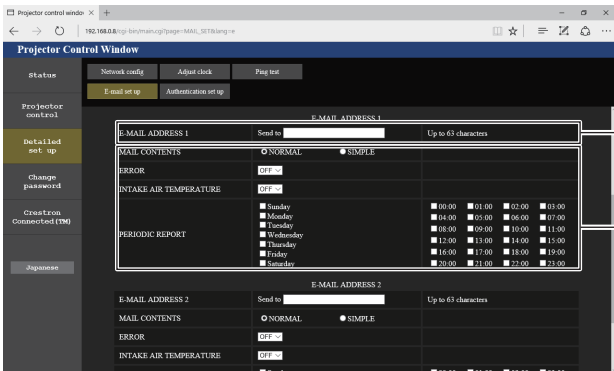 Projector control window
192.168.0.8/cgi-bin/main.cgi?page=MAIL_SET&lang=e
Projector Control Window
Status
Projector
control
Detailed
set up
Change
password
Crestron
Connected(TM)
Japanese
Network config Adjust clock Ping test
E-mail set up Authentication set up
E-MAIL ADDRESS 1
E-MAIL ADDRESS 1 Send to Up to 63 characters
MAIL CONTENTS NORMAL SIMPLE
ERROR OFF
INTAKE AIR TEMPERATURE OFF
PERIODIC REPORT
Sunday
Monday
Tuesday
Wednesday
Thursday
Friday
Saturday
00:00 01:00 02:00 03:00
04:00 05:00 06:00 07:00
08:00 09:00 10:00 11:00
12:00 13:00 14:00 15:00
16:00 17:00 18:00 19:00
20:00 21:00 22:00 23:00
E-MAIL ADDRESS 2
E-MAIL ADDRESS 2 Send to Up to 63 characters
MAIL CONTENTS NORMAL SIMPLE
ERROR OFF
INTAKE AIR TEMPERATURE OFF